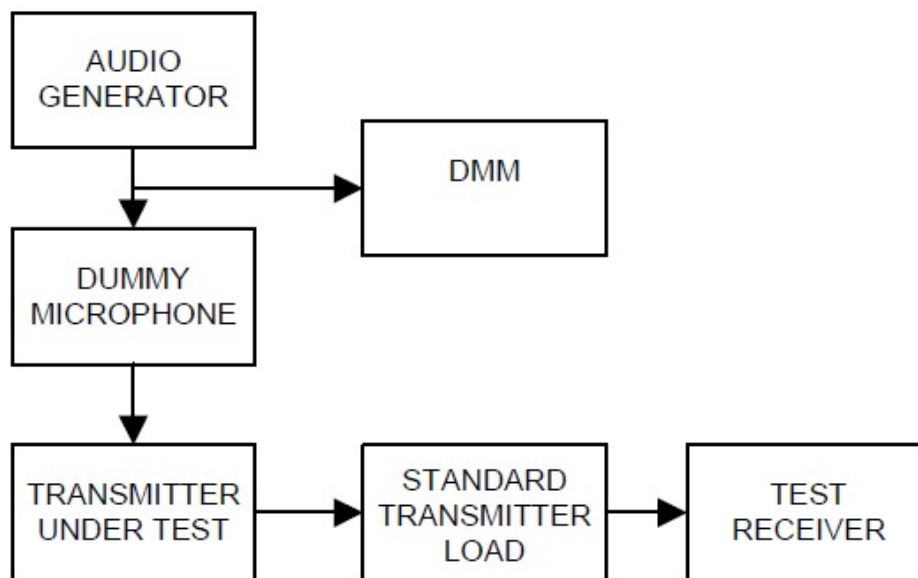 AUDIO
GENERATOR
DMM
DUMMY
MICROPHONE
TRANSMITTER
UNDER TEST
STANDARD
TRANSMITTER
LOAD
TEST
RECEIVER